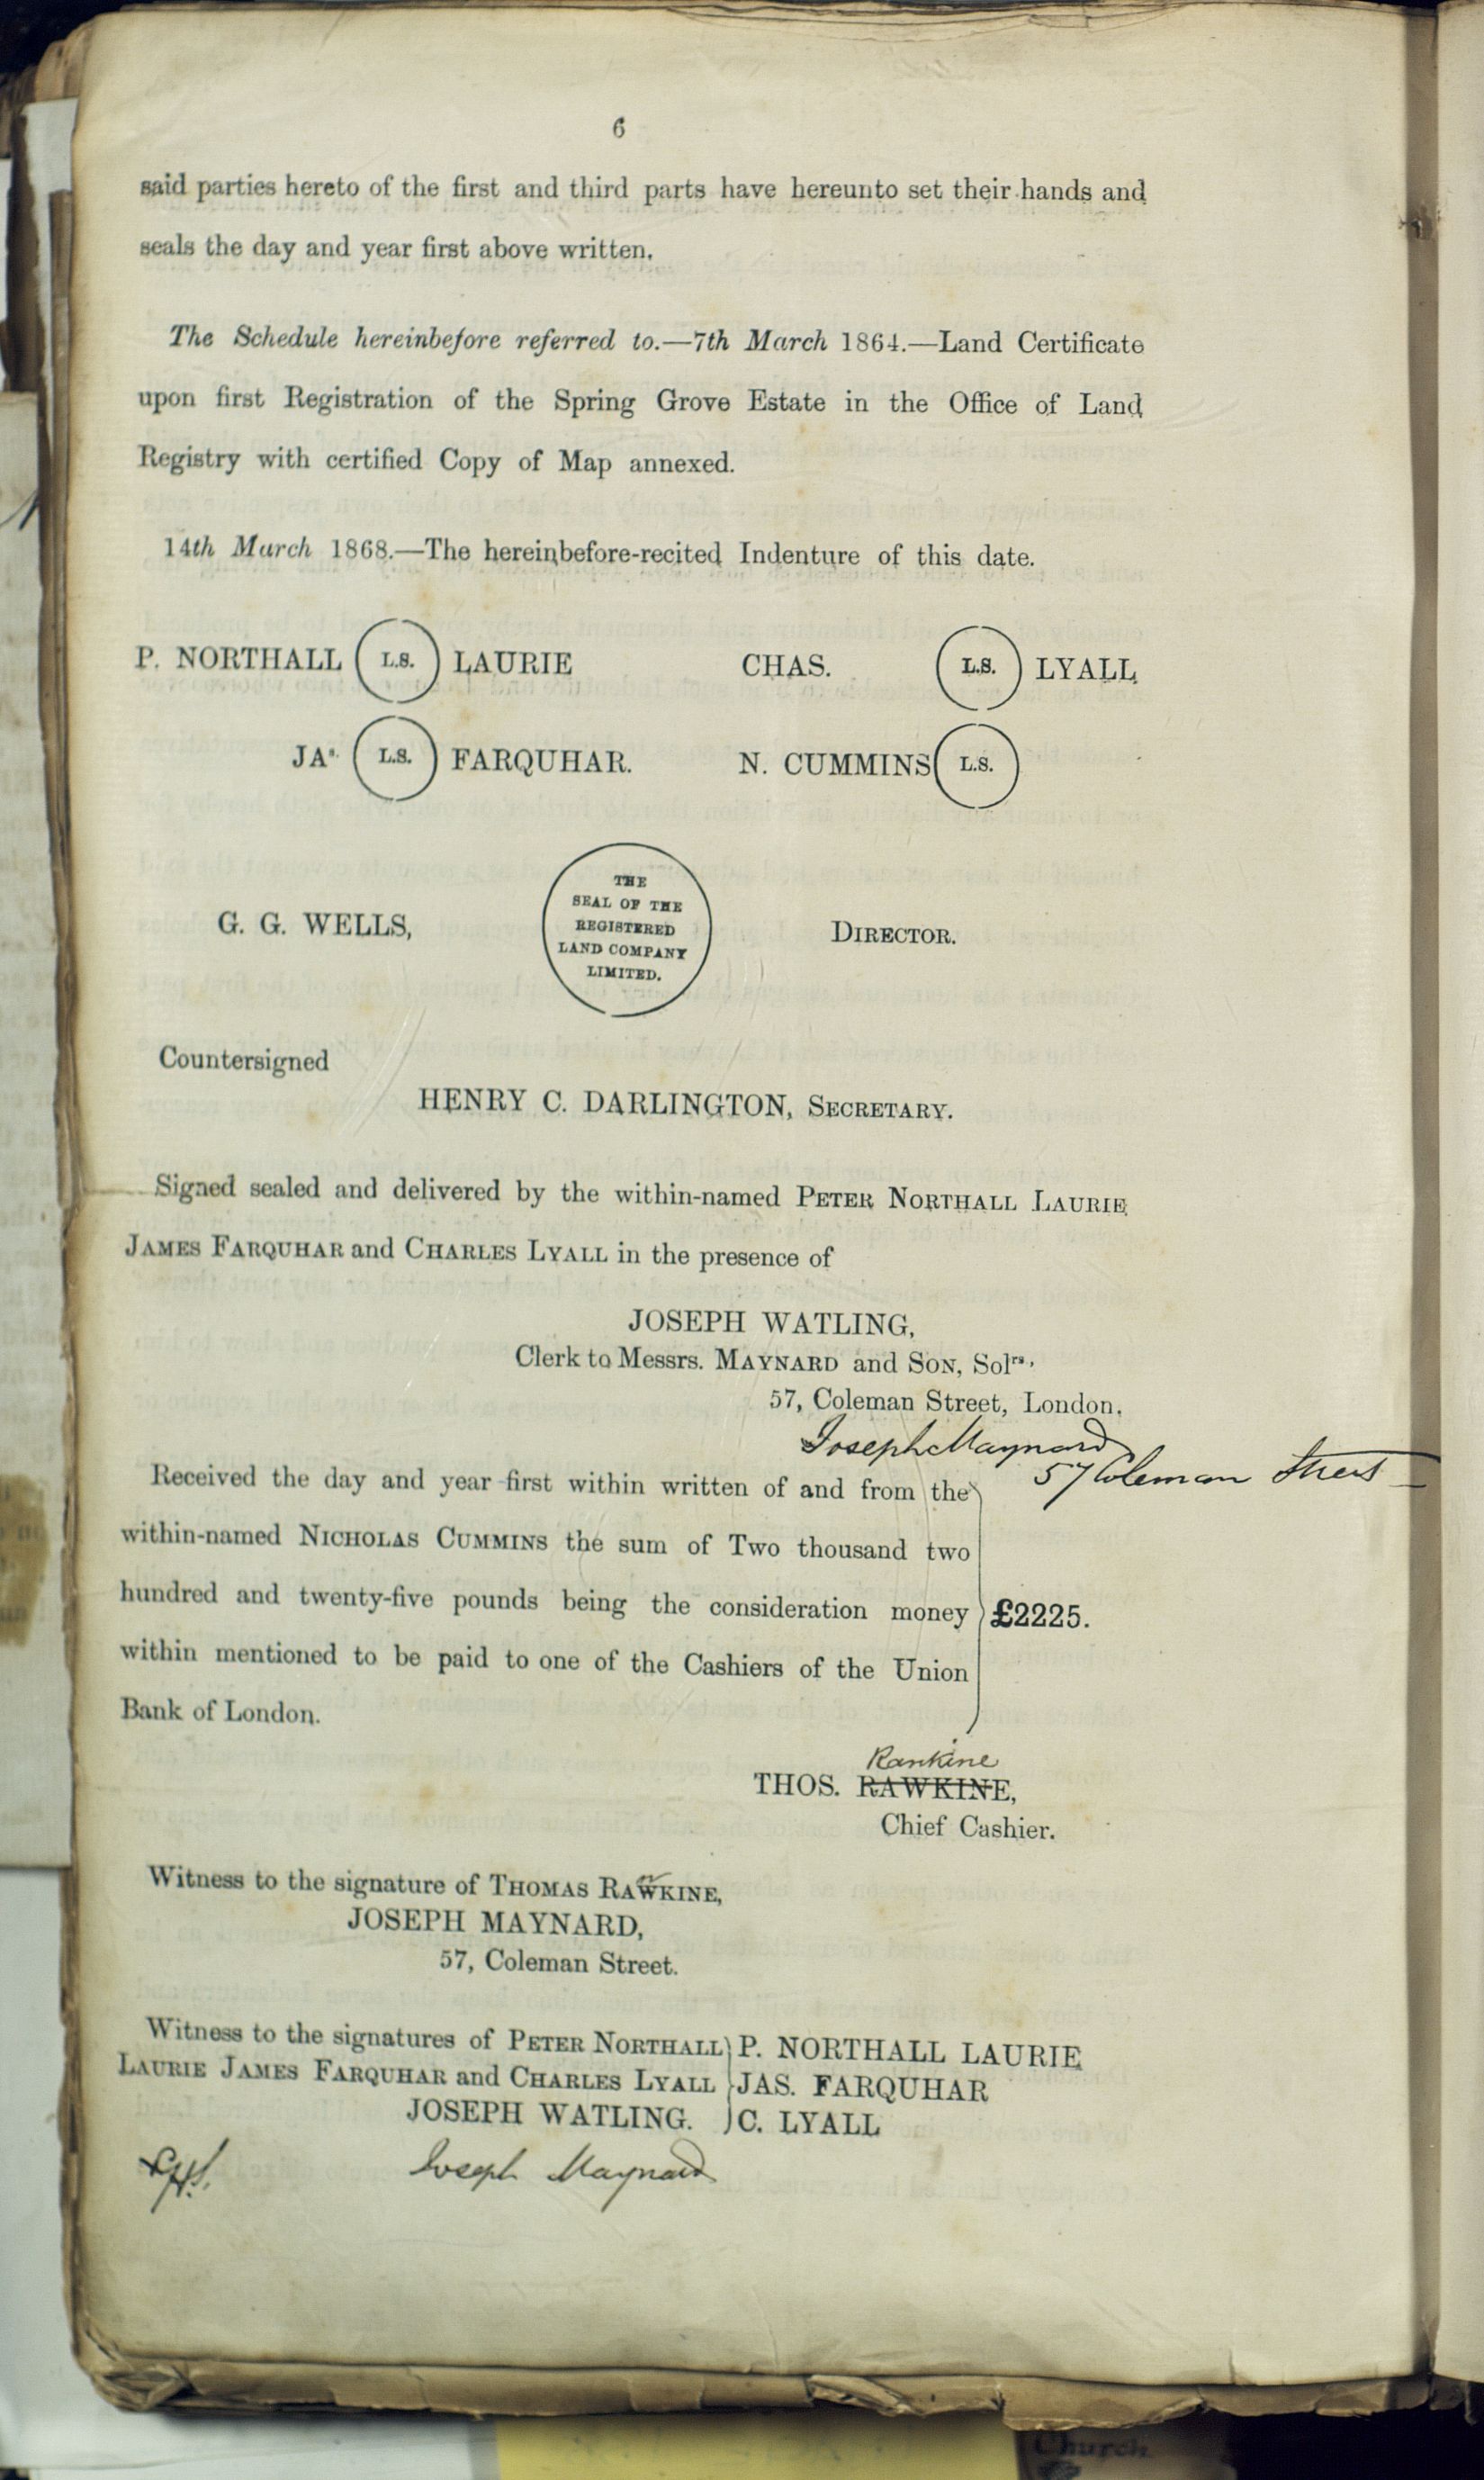 6
said parties hereto of the first and third parts have hereunto set their hands and
seals the day and year first above written.
The Schedule hereinbefore referred to.—7th March 1864.—Land Certificate
upon first Registration of the Spring Grove Estate in the Office of Land
Registry with certified Copy of Map annexed.
14th March 1868.—The hereinbefore-recited Indenture of this date.
P. NORTHALL L.S. LAURIE CHAS. L.S. LYALL
JAs. L.S. FARQUHAR. N. CUMMINS L.S.
THE
SEAL OF THE
REGISTERED
LAND COMPANY
LIMITED.
G. G. WELLS, DIRECTOR.
Countersigned
HENRY C. DARLINGTON, SECRETARY.
Signed sealed and delivered by the within-named PETER NORTHALL LAURIE
JAMES FARQUHAR and CHARLES LYALL in the presence of
JOSEPH WATLING,
Clerk to Messrs. MAYNARD and SON, Solrs.,
57, Coleman Street, London.
Joseph Maynard
57 Coleman Street
Received the day and year first within written of and from the
within-named NICHOLAS CUMMINS the sum of Two thousand two
hundred and twenty-five pounds being the consideration money £2225.
within mentioned to be paid to one of the Cashiers of the Union
Bank of London.
Rankine
THOS. RAWKINE,
Chief Cashier.
Witness to the signature of THOMAS RAWKINE,
JOSEPH MAYNARD,
57, Coleman Street.
Witness to the signatures of PETER NORTHALL P. NORTHALL LAURIE
LAURIE JAMES FARQUHAR and CHARLES LYALL JAS. FARQUHAR
JOSEPH WATLING. C. LYALL
Joseph Maynard
Church